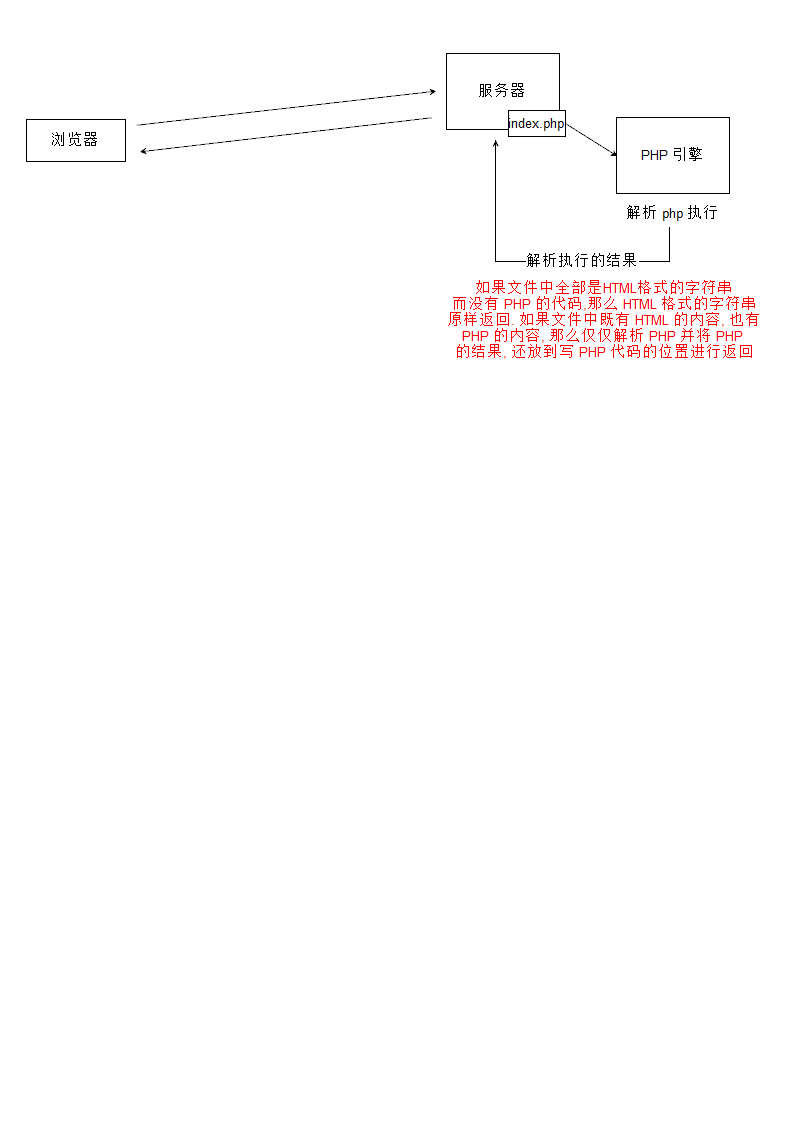 服务器
index.php
浏览器
PHP 引擎
解析 php 执行
解析执行的结果
如果文件中全部是HTML格式的字符串
而没有 PHP 的代码,那么 HTML 格式的字符串
原样返回. 如果文件中既有 HTML 的内容, 也有
PHP 的内容, 那么仅仅解析 PHP 并将 PHP
的结果, 还放到写 PHP 代码的位置进行返回